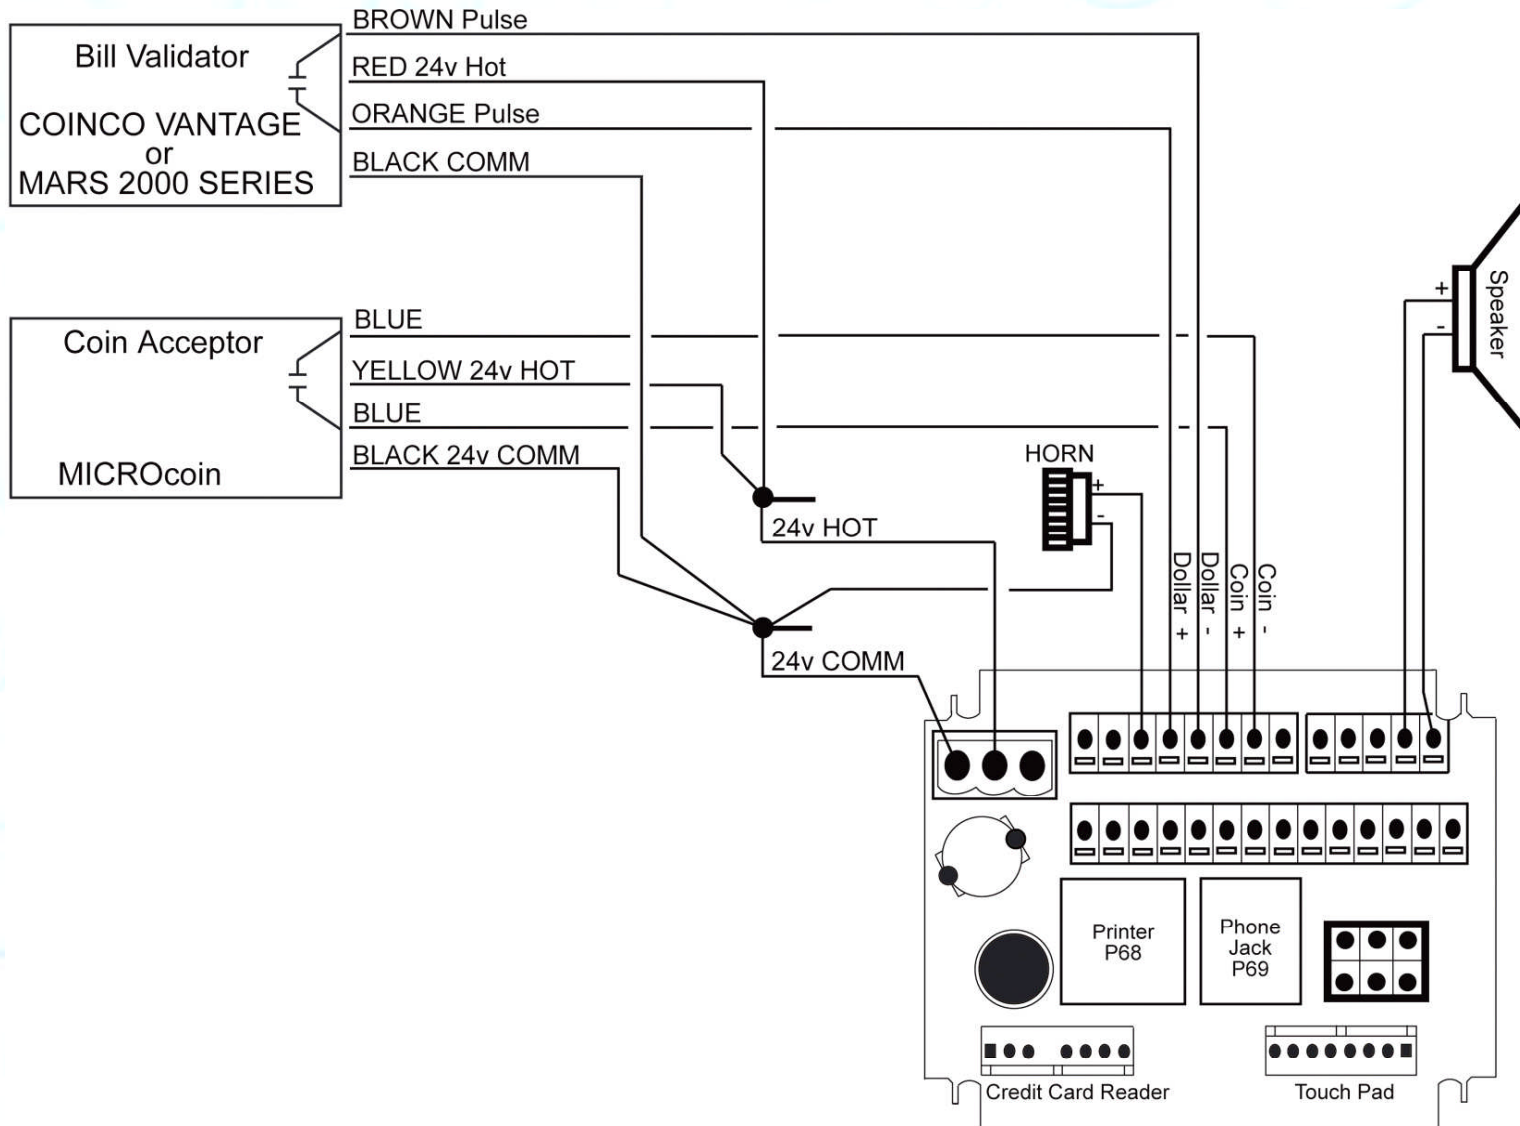 BROWN Pulse
Bill Validator
RED 24v Hot
COINCO VANTAGE
or
MARS 2000 SERIES
ORANGE Pulse
BLACK COMM
Coin Acceptor
MICROcoin
BLUE
YELLOW 24v HOT
BLUE
BLACK 24v COMM
24v HOT
24v COMM
HORN
+
-
Dollar +
Dollar -
Coin +
Coin -
+
-
Speaker
Printer
P68
Phone
Jack
P69
Credit Card Reader
Touch Pad